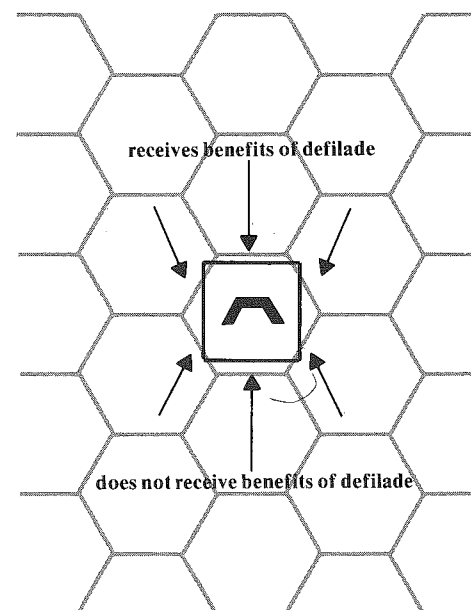 receives benefits of defilade
does not receive benefits of defilade